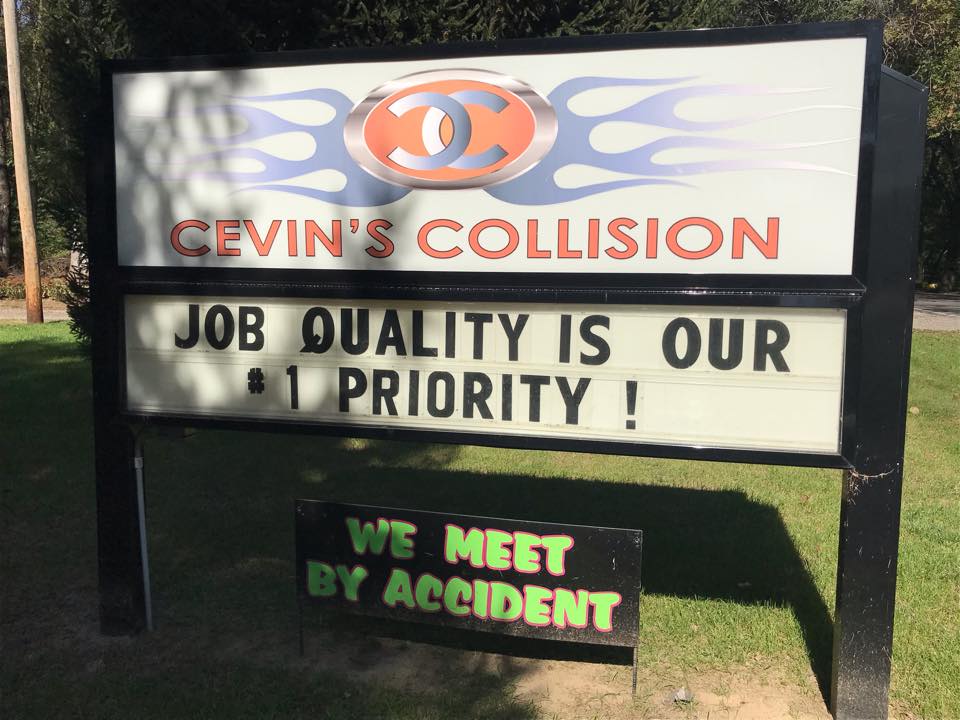 CEVIN'S COLLISION
JOB QUALITY IS OUR
#1 PRIORITY!
WE MEET
BY ACCIDENT